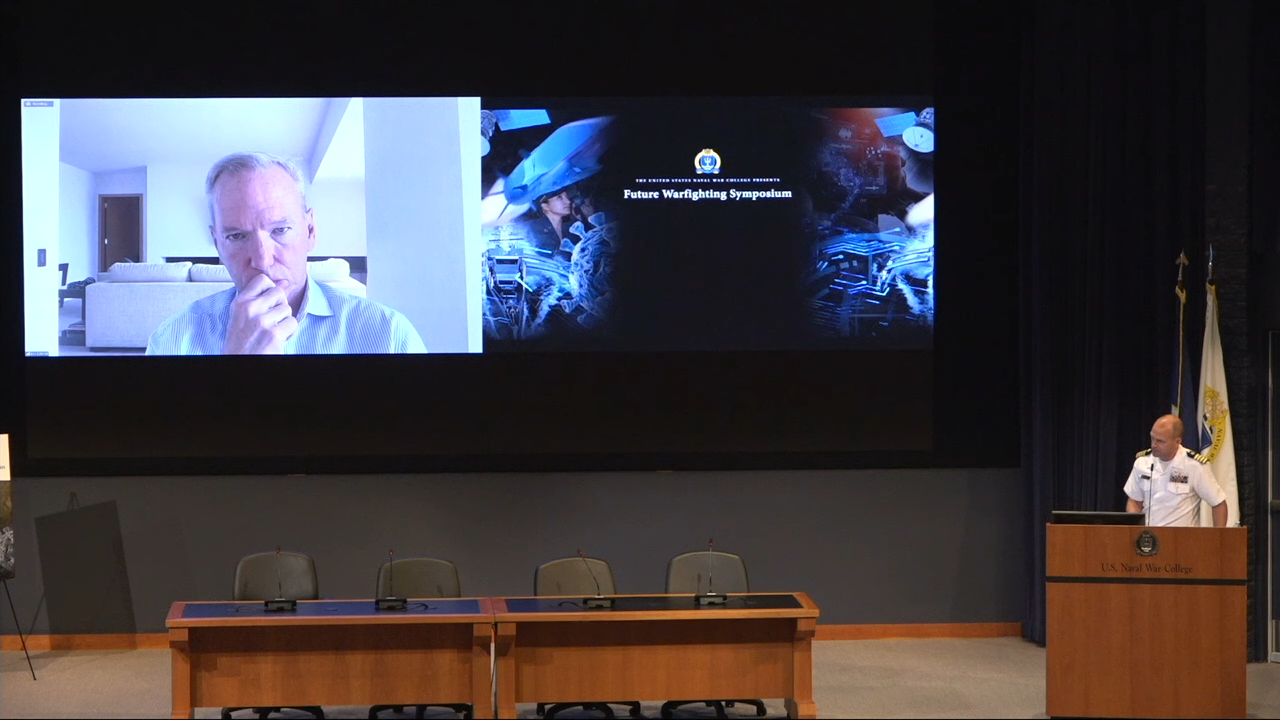 THE UNITED STATES NAVAL WAR COLLEGE PRESENTS
Future Warfighting Symposium
U.S. Naval War College